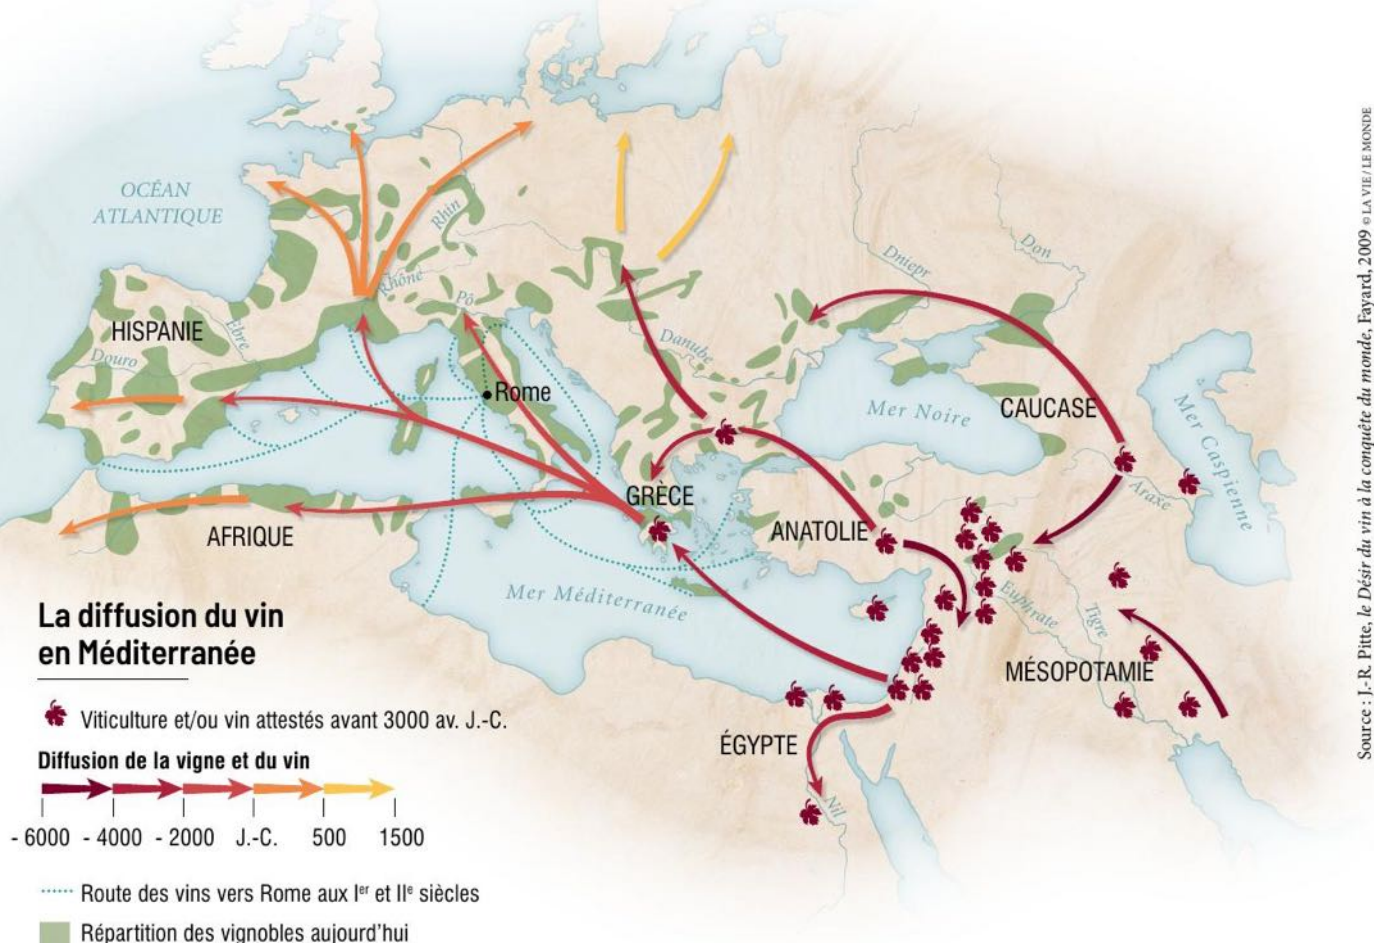 OCÉAN
ATLANTIQUE
Rhin
Dniepr
Don
Rhône
Pô
HISPANIE
Èbre
Douro
Danube
Rome
Mer Noire
CAUCASE
Mer Caspienne
Araxe
GRÈCE
ANATOLIE
AFRIQUE
Mer Méditerranée
Euphrate
Tigre
MÉSOPOTAMIE
ÉGYPTE
Nil
La diffusion du vin
en Méditerranée
Viticulture et/ou vin attestés avant 3000 av. J.-C.
Diffusion de la vigne et du vin
- 6000 - 4000 - 2000 J.-C. 500 1500
Route des vins vers Rome aux Ier et IIe siècles
Répartition des vignobles aujourd'hui
Source : J.-R. Pitte, le Désir du vin à la conquête du monde, Fayard, 2009 © LA VIE / LE MONDE